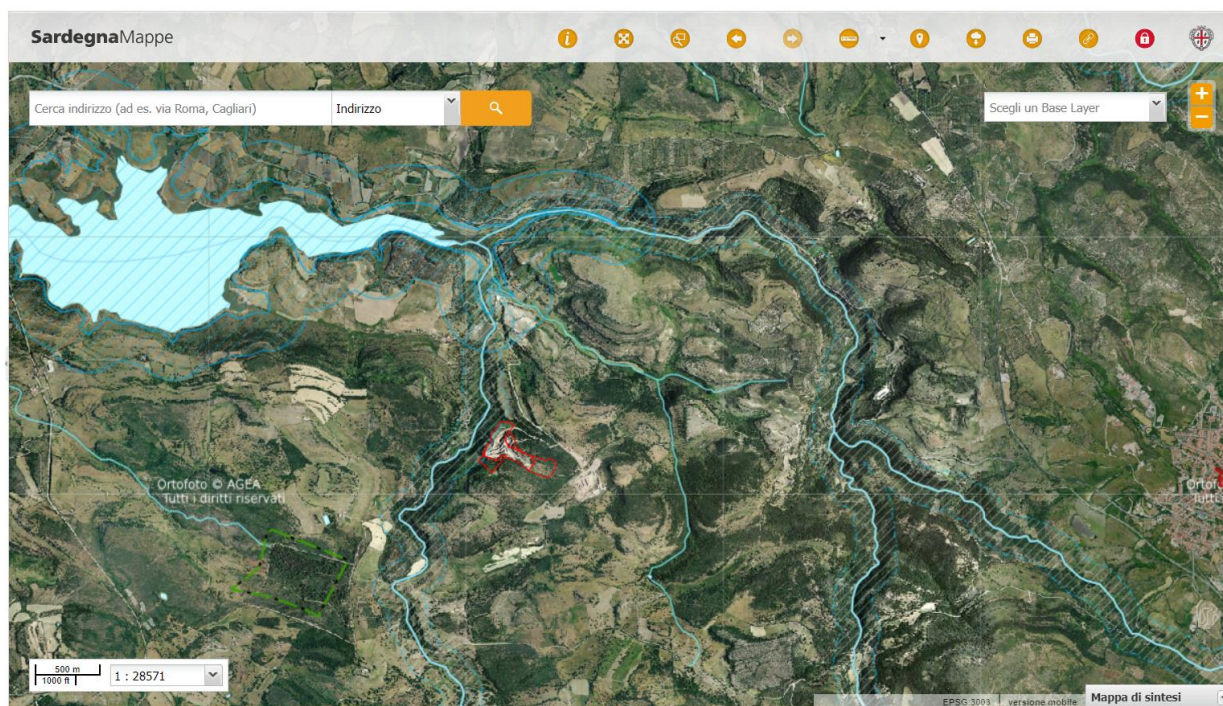 SardegnaMappe
Cerca indirizzo (ad es. via Roma, Cagliari)
Indirizzo
Scegli un Base Layer
+
−
Ortofoto © AGEA
Tutti i diritti riservati
500 m
1000 ft
1 : 28571
EPSG:3003
versione mobile
Mappa di sintesi